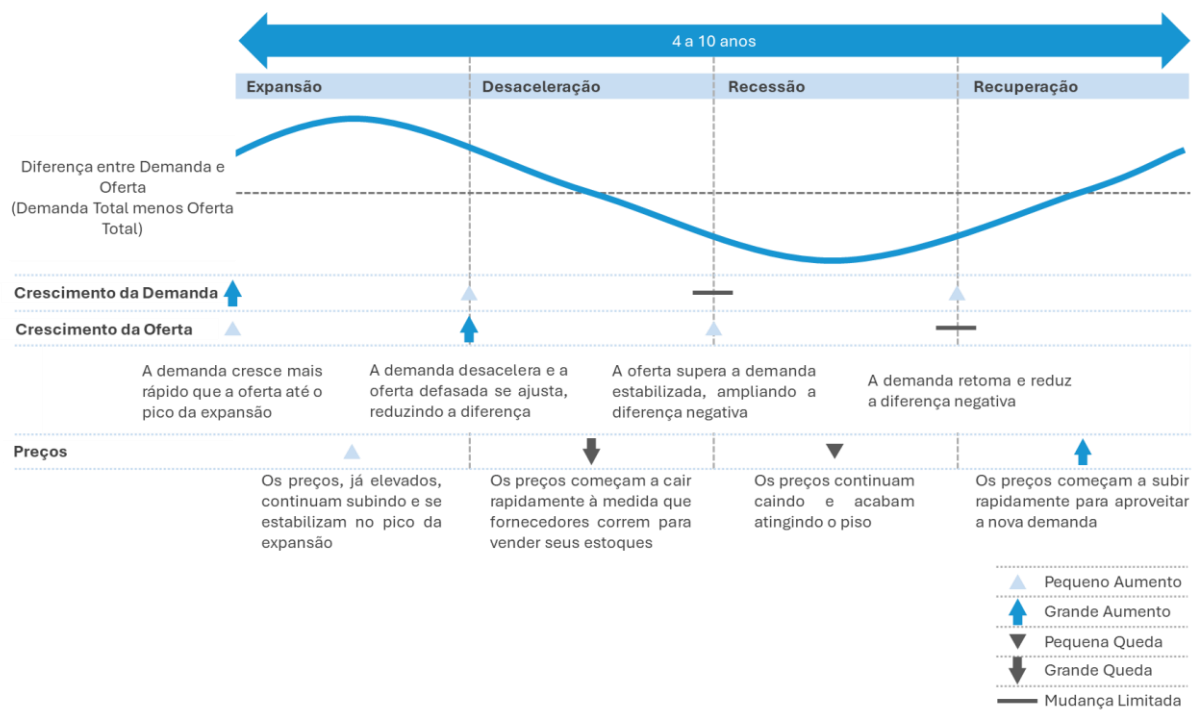 4 a 10 anos
Expansão
Desaceleração
Recessão
Recuperação
Diferença entre Demanda e
Oferta
(Demanda Total menos Oferta
Total)
Crescimento da Demanda
Crescimento da Oferta
A demanda cresce mais
rápido que a oferta até o
pico da expansão
A demanda desacelera e a
oferta defasada se ajusta,
reduzindo a diferença
A oferta supera a demanda
estabilizada, ampliando a
diferença negativa
A demanda retoma e reduz
a diferença negativa
Preços
Os preços, já elevados,
continuam subindo e se
estabilizam no pico da
expansão
Os preços começam a cair
rapidamente à medida que
fornecedores correm para
vender seus estoques
Os preços continuam
caindo e acabam
atingindo o piso
Os preços começam a subir
rapidamente para aproveitar
a nova demanda
Pequeno Aumento
Grande Aumento
Pequena Queda
Grande Queda
Mudança Limitada